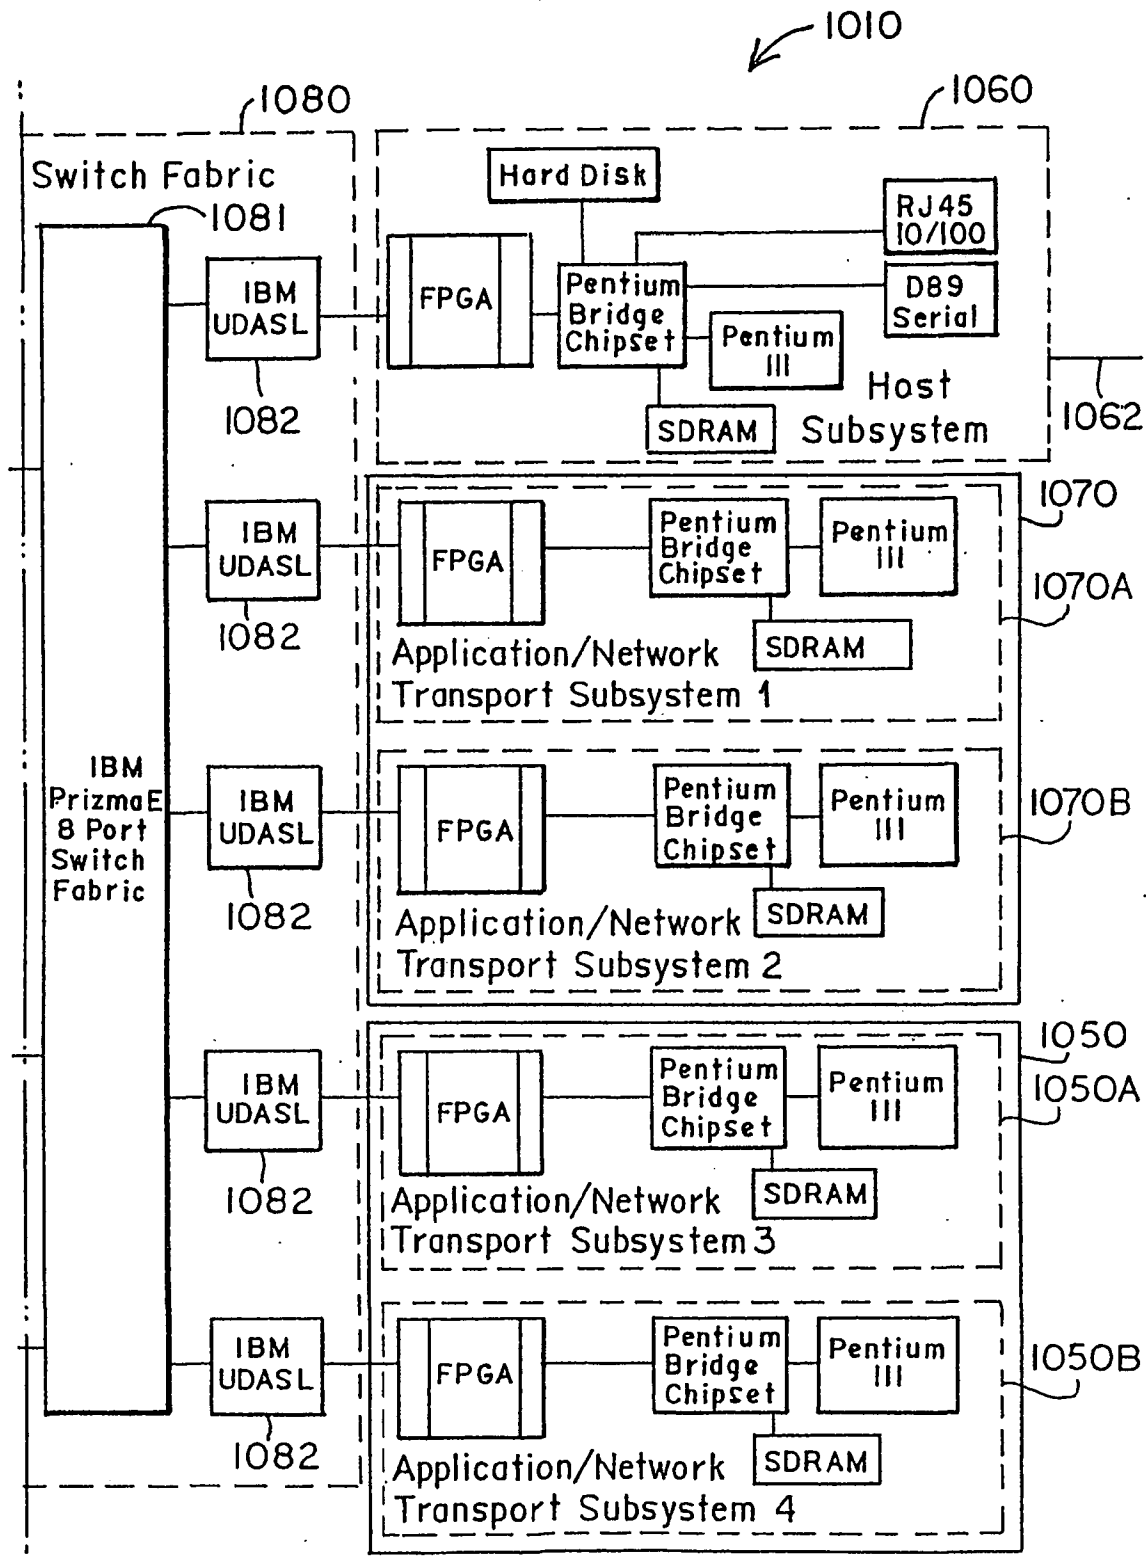 1010
1080
1060
Switch Fabric
1081
Hard Disk
RJ45
10/100
IBM
UDASL
FPGA
Pentium
Bridge
Chipset
D89
Serial
Pentium
III
1082
SDRAM
Host
Subsystem
1062
1070
IBM
UDASL
FPGA
Pentium
Bridge
Chipset
Pentium
III
1070A
1082
SDRAM
Application/Network
Transport Subsystem 1
IBM
PrizmaE
8 Port
Switch
Fabric
IBM
UDASL
FPGA
Pentium
Bridge
Chipset
Pentium
III
1070B
1082
SDRAM
Application/Network
Transport Subsystem 2
1050
IBM
UDASL
FPGA
Pentium
Bridge
Chipset
Pentium
III
1050A
1082
SDRAM
Application/Network
Transport Subsystem 3
IBM
UDASL
FPGA
Pentium
Bridge
Chipset
Pentium
III
1050B
1082
SDRAM
Application/Network
Transport Subsystem 4